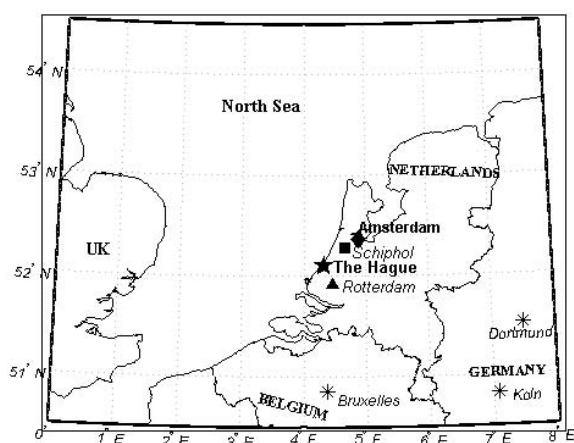 54° N
North Sea
53° N
NETHERLANDS
Amsterdam
UK
Schiphol
52° N
The Hague
Rotterdam
Dortmund
51° N
GERMANY
BELGIUM
Bruxelles
Koln
0°
1° E
2° E
3° E
4° E
5° E
6° E
7° E
8° E